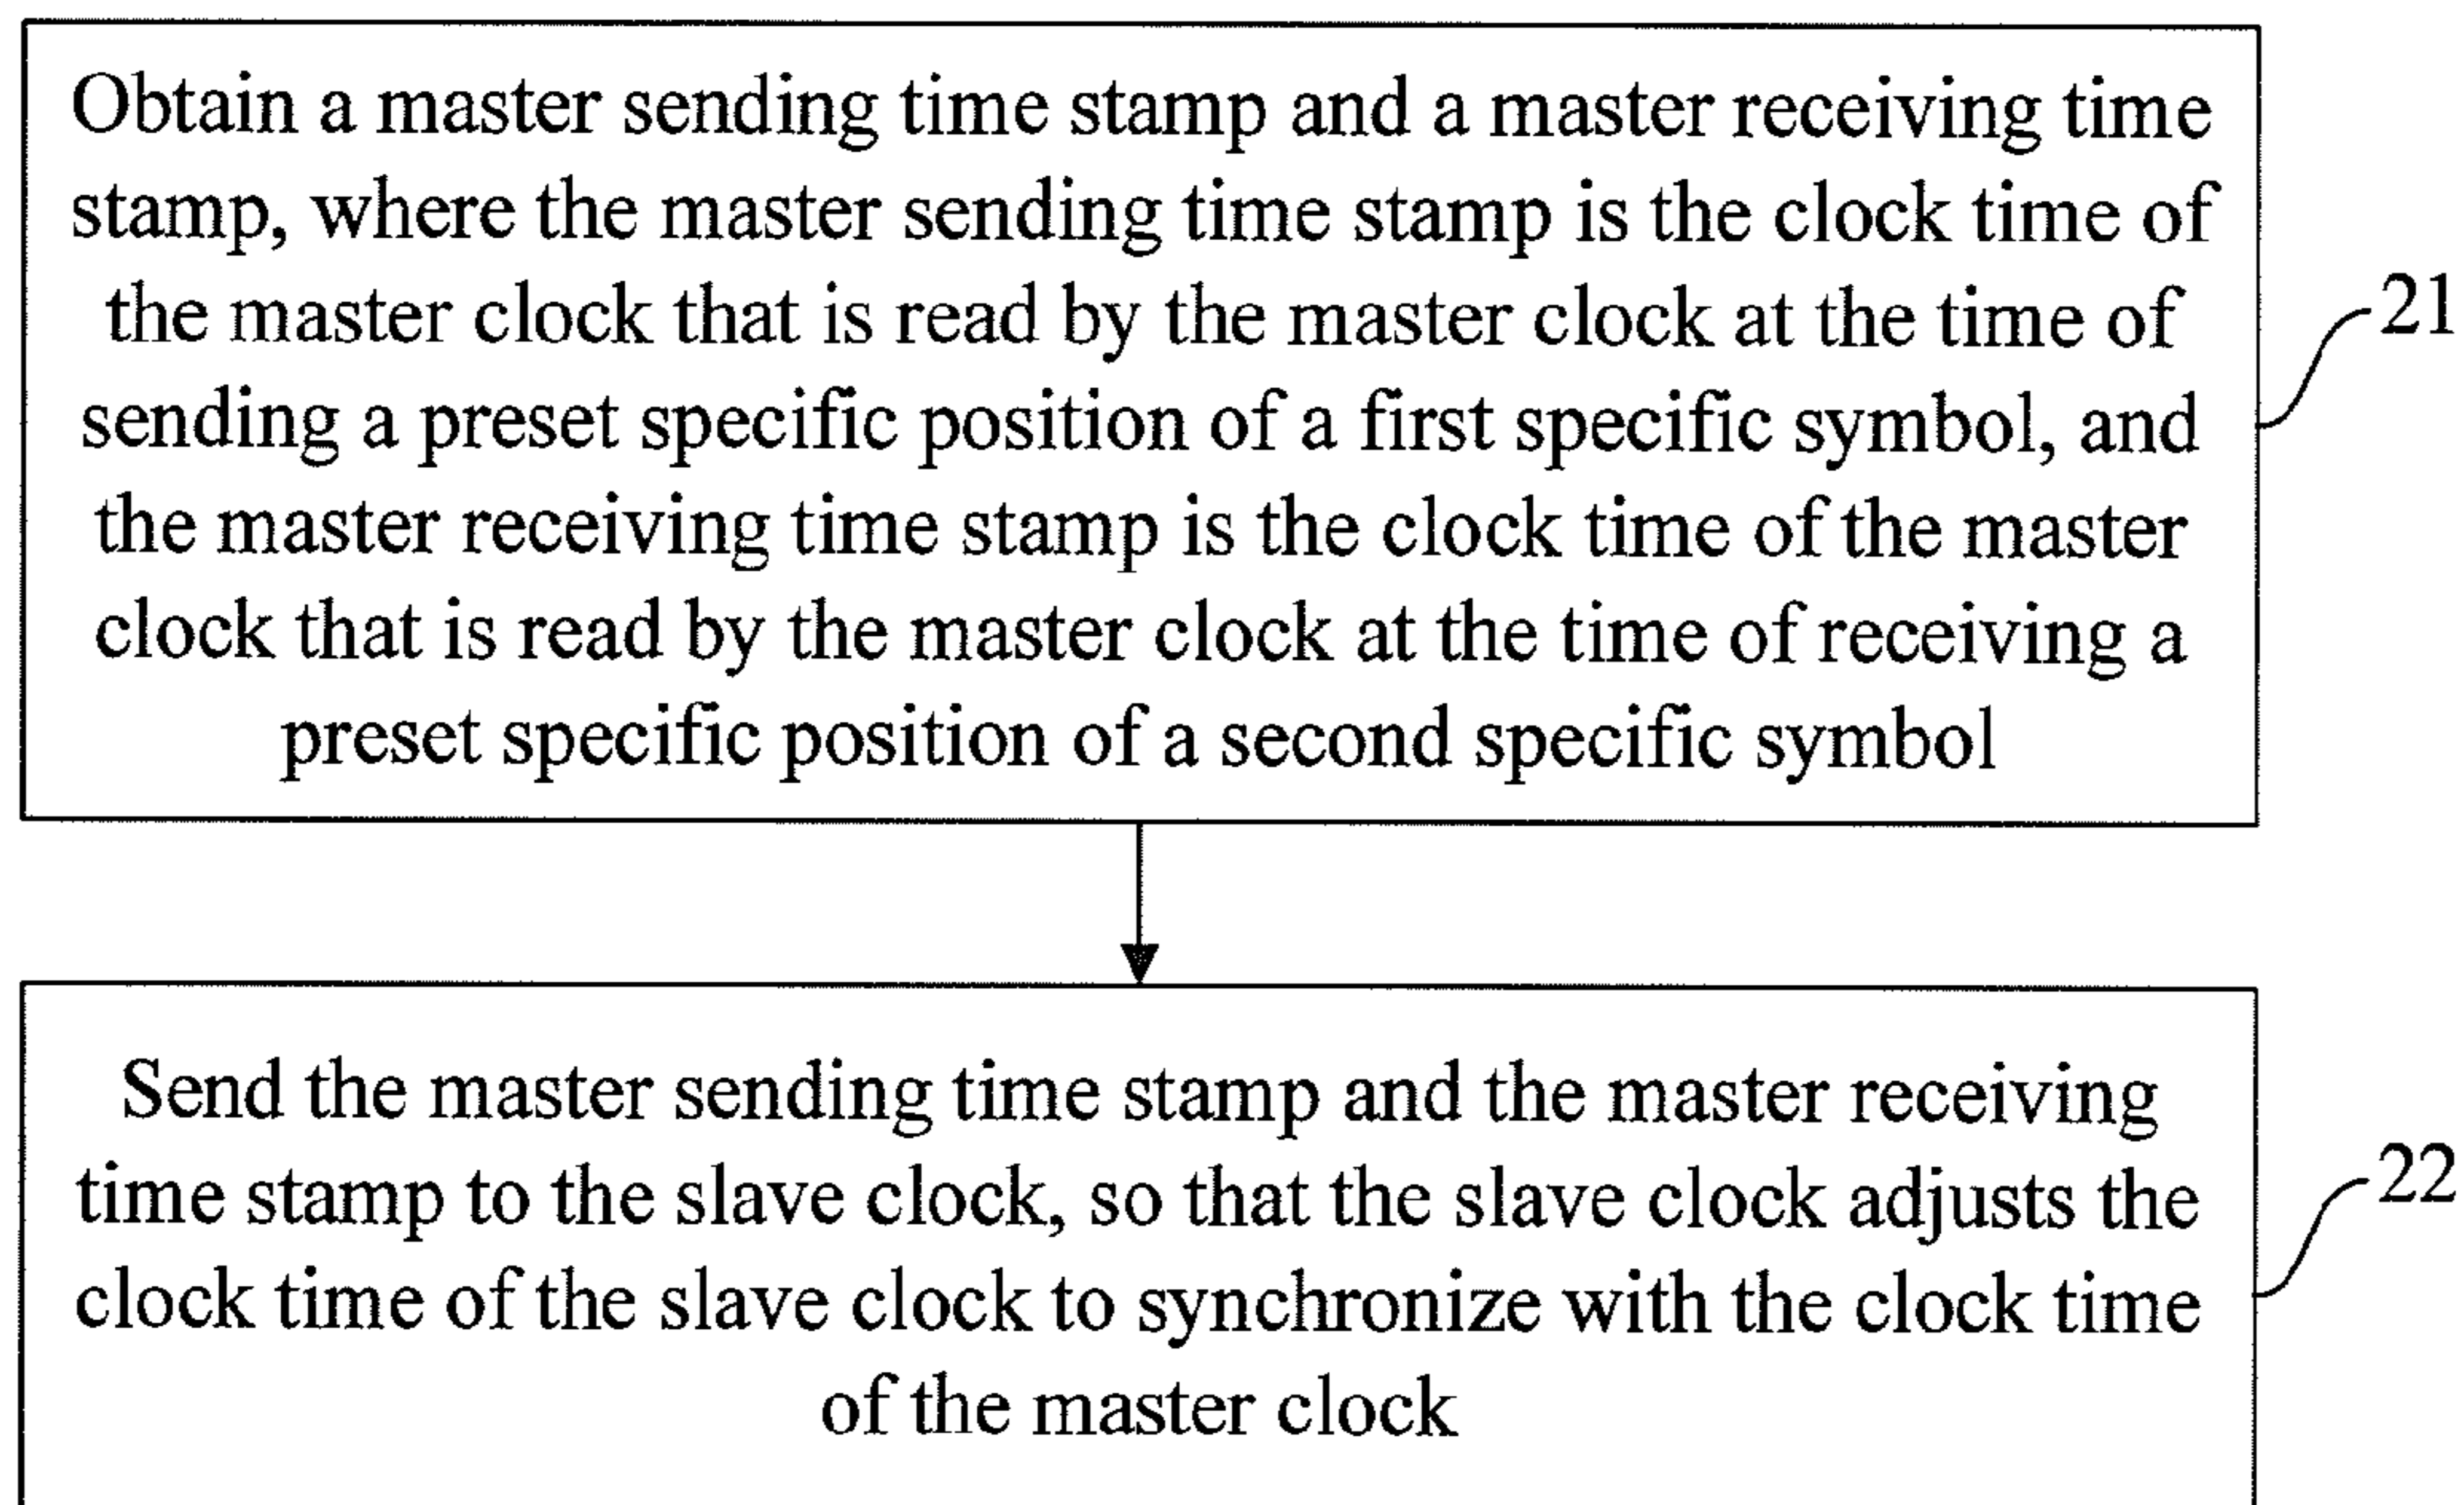 Obtain a master sending time stamp and a master receiving time
stamp, where the master sending time stamp is the clock time of
the master clock that is read by the master clock at the time of
sending a preset specific position of a first specific symbol, and
the master receiving time stamp is the clock time of the master
clock that is read by the master clock at the time of receiving a
preset specific position of a second specific symbol
21
Send the master sending time stamp and the master receiving
time stamp to the slave clock, so that the slave clock adjusts the
clock time of the slave clock to synchronize with the clock time
of the master clock
22